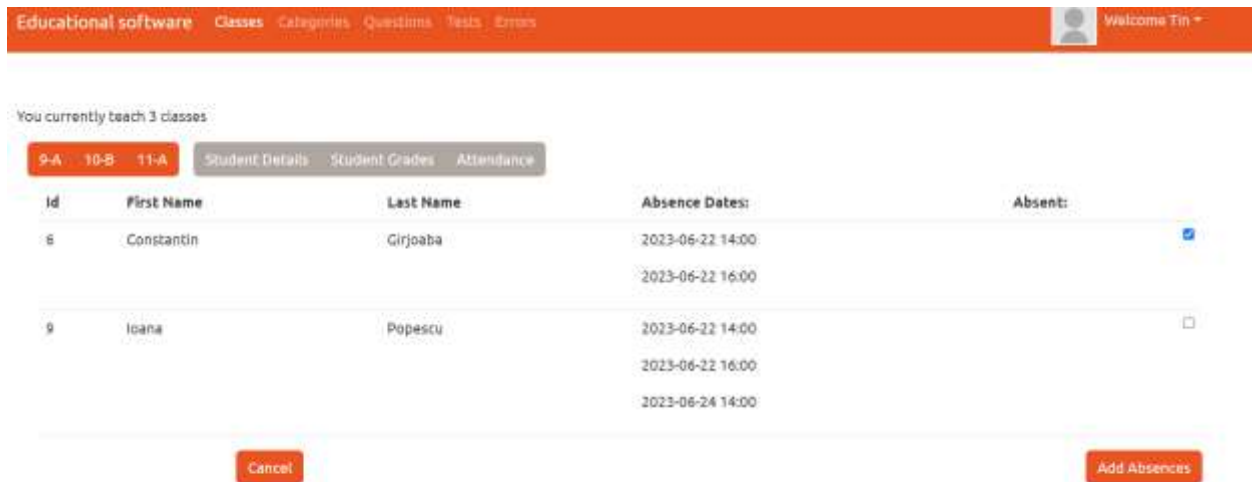 Educational software Classes Categories Questions Tests Errors Welcome Tin
You currently teach 3 classes
9-A 10-B 11-A Student Details Student Grades Attendance
Id First Name Last Name Absence Dates: Absent:
6 Constantin Girjoaba 2023-06-22 14:00
2023-06-22 16:00
9 Ioana Popescu 2023-06-22 14:00
2023-06-22 16:00
2023-06-24 14:00
Cancel Add Absences